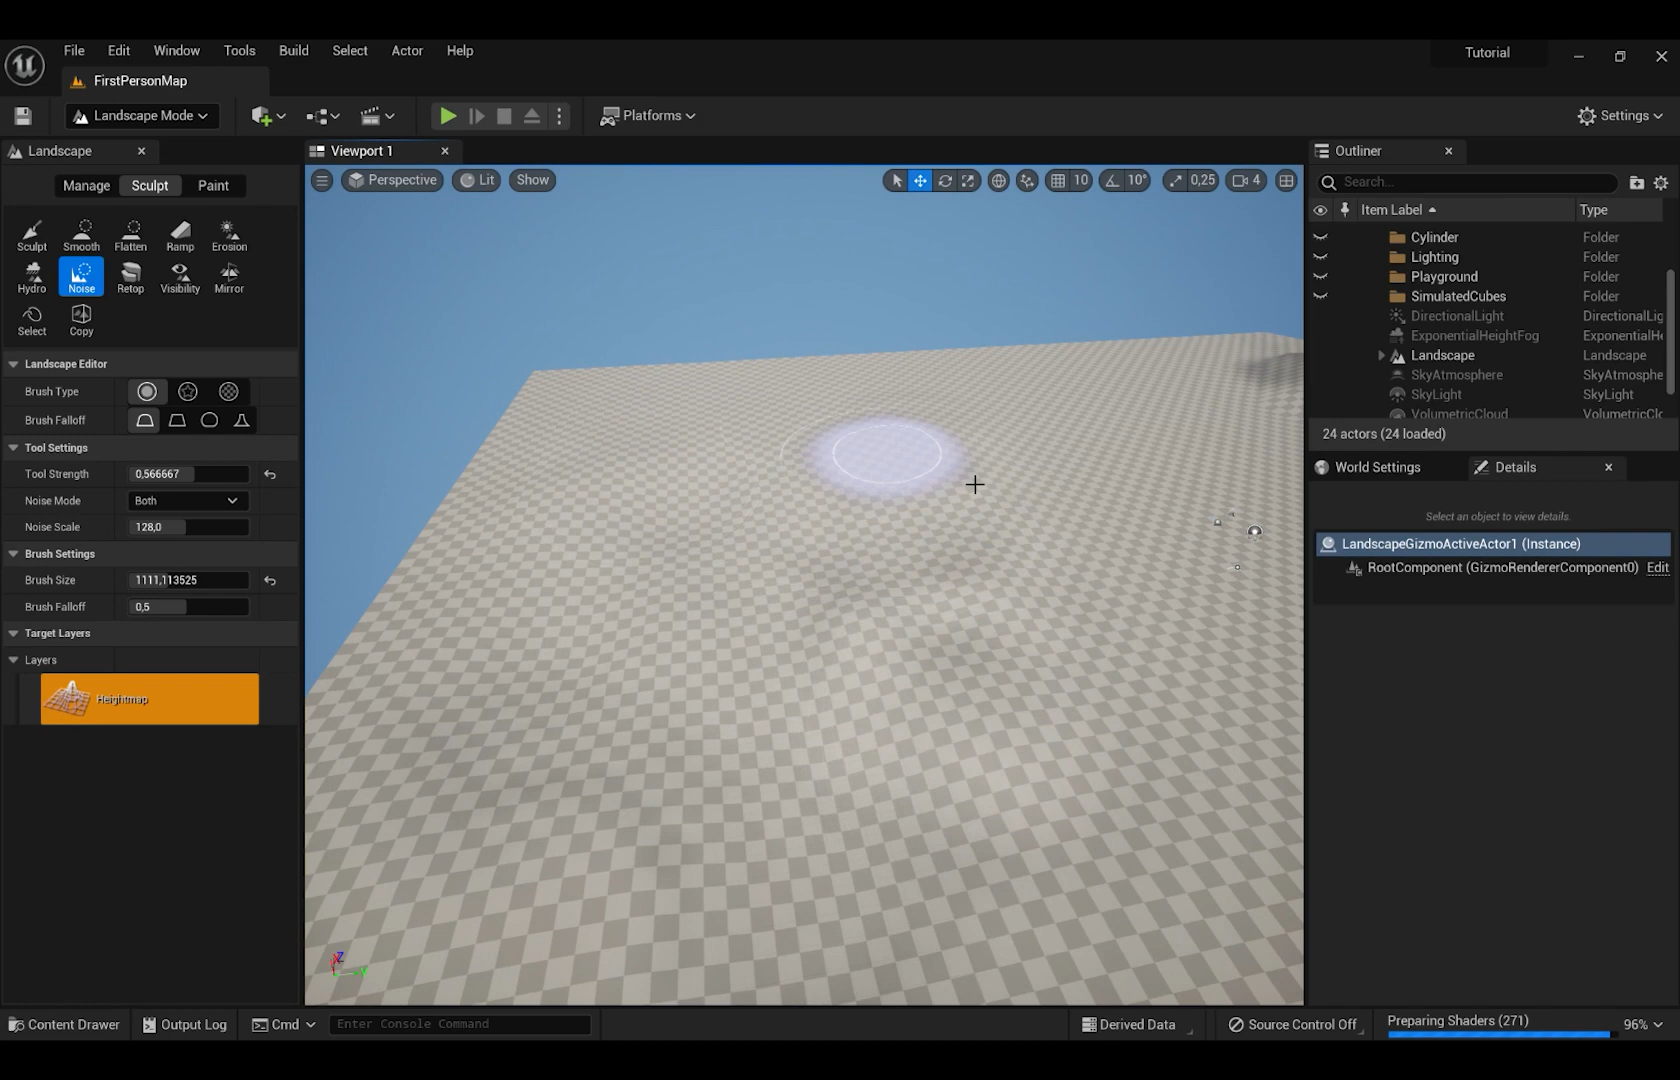 File Edit Window Tools Build Select Actor Help
Tutorial
FirstPersonMap
Landscape Mode
Platforms
Settings
Landscape
Viewport 1
Outliner
Manage Sculpt Paint
Perspective Lit Show
10 10° 0,25 4
Search...
Item Label Type
Sculpt Smooth Flatten Ramp Erosion
Hydro Noise Retop Visibility Mirror
Select Copy
Cylinder Folder
Lighting Folder
Playground Folder
SimulatedCubes Folder
DirectionalLight DirectionalLig
ExponentialHeightFog ExponentialHe
Landscape Landscape
SkyAtmosphere SkyAtmosphe
SkyLight SkyLight
VolumetricCloud VolumetricClc
24 actors (24 loaded)
Landscape Editor
Brush Type
Brush Falloff
Tool Settings
Tool Strength 0,566667
Noise Mode Both
Noise Scale 128,0
Brush Settings
Brush Size 1111,113525
Brush Falloff 0,5
Target Layers
Layers
Heightmap
World Settings Details
Select an object to view details.
LandscapeGizmoActiveActor1 (Instance)
RootComponent (GizmoRendererComponent0) Edit
Z
Y
Content Drawer Output Log Cmd Enter Console Command
Derived Data Source Control Off Preparing Shaders (271) 96%